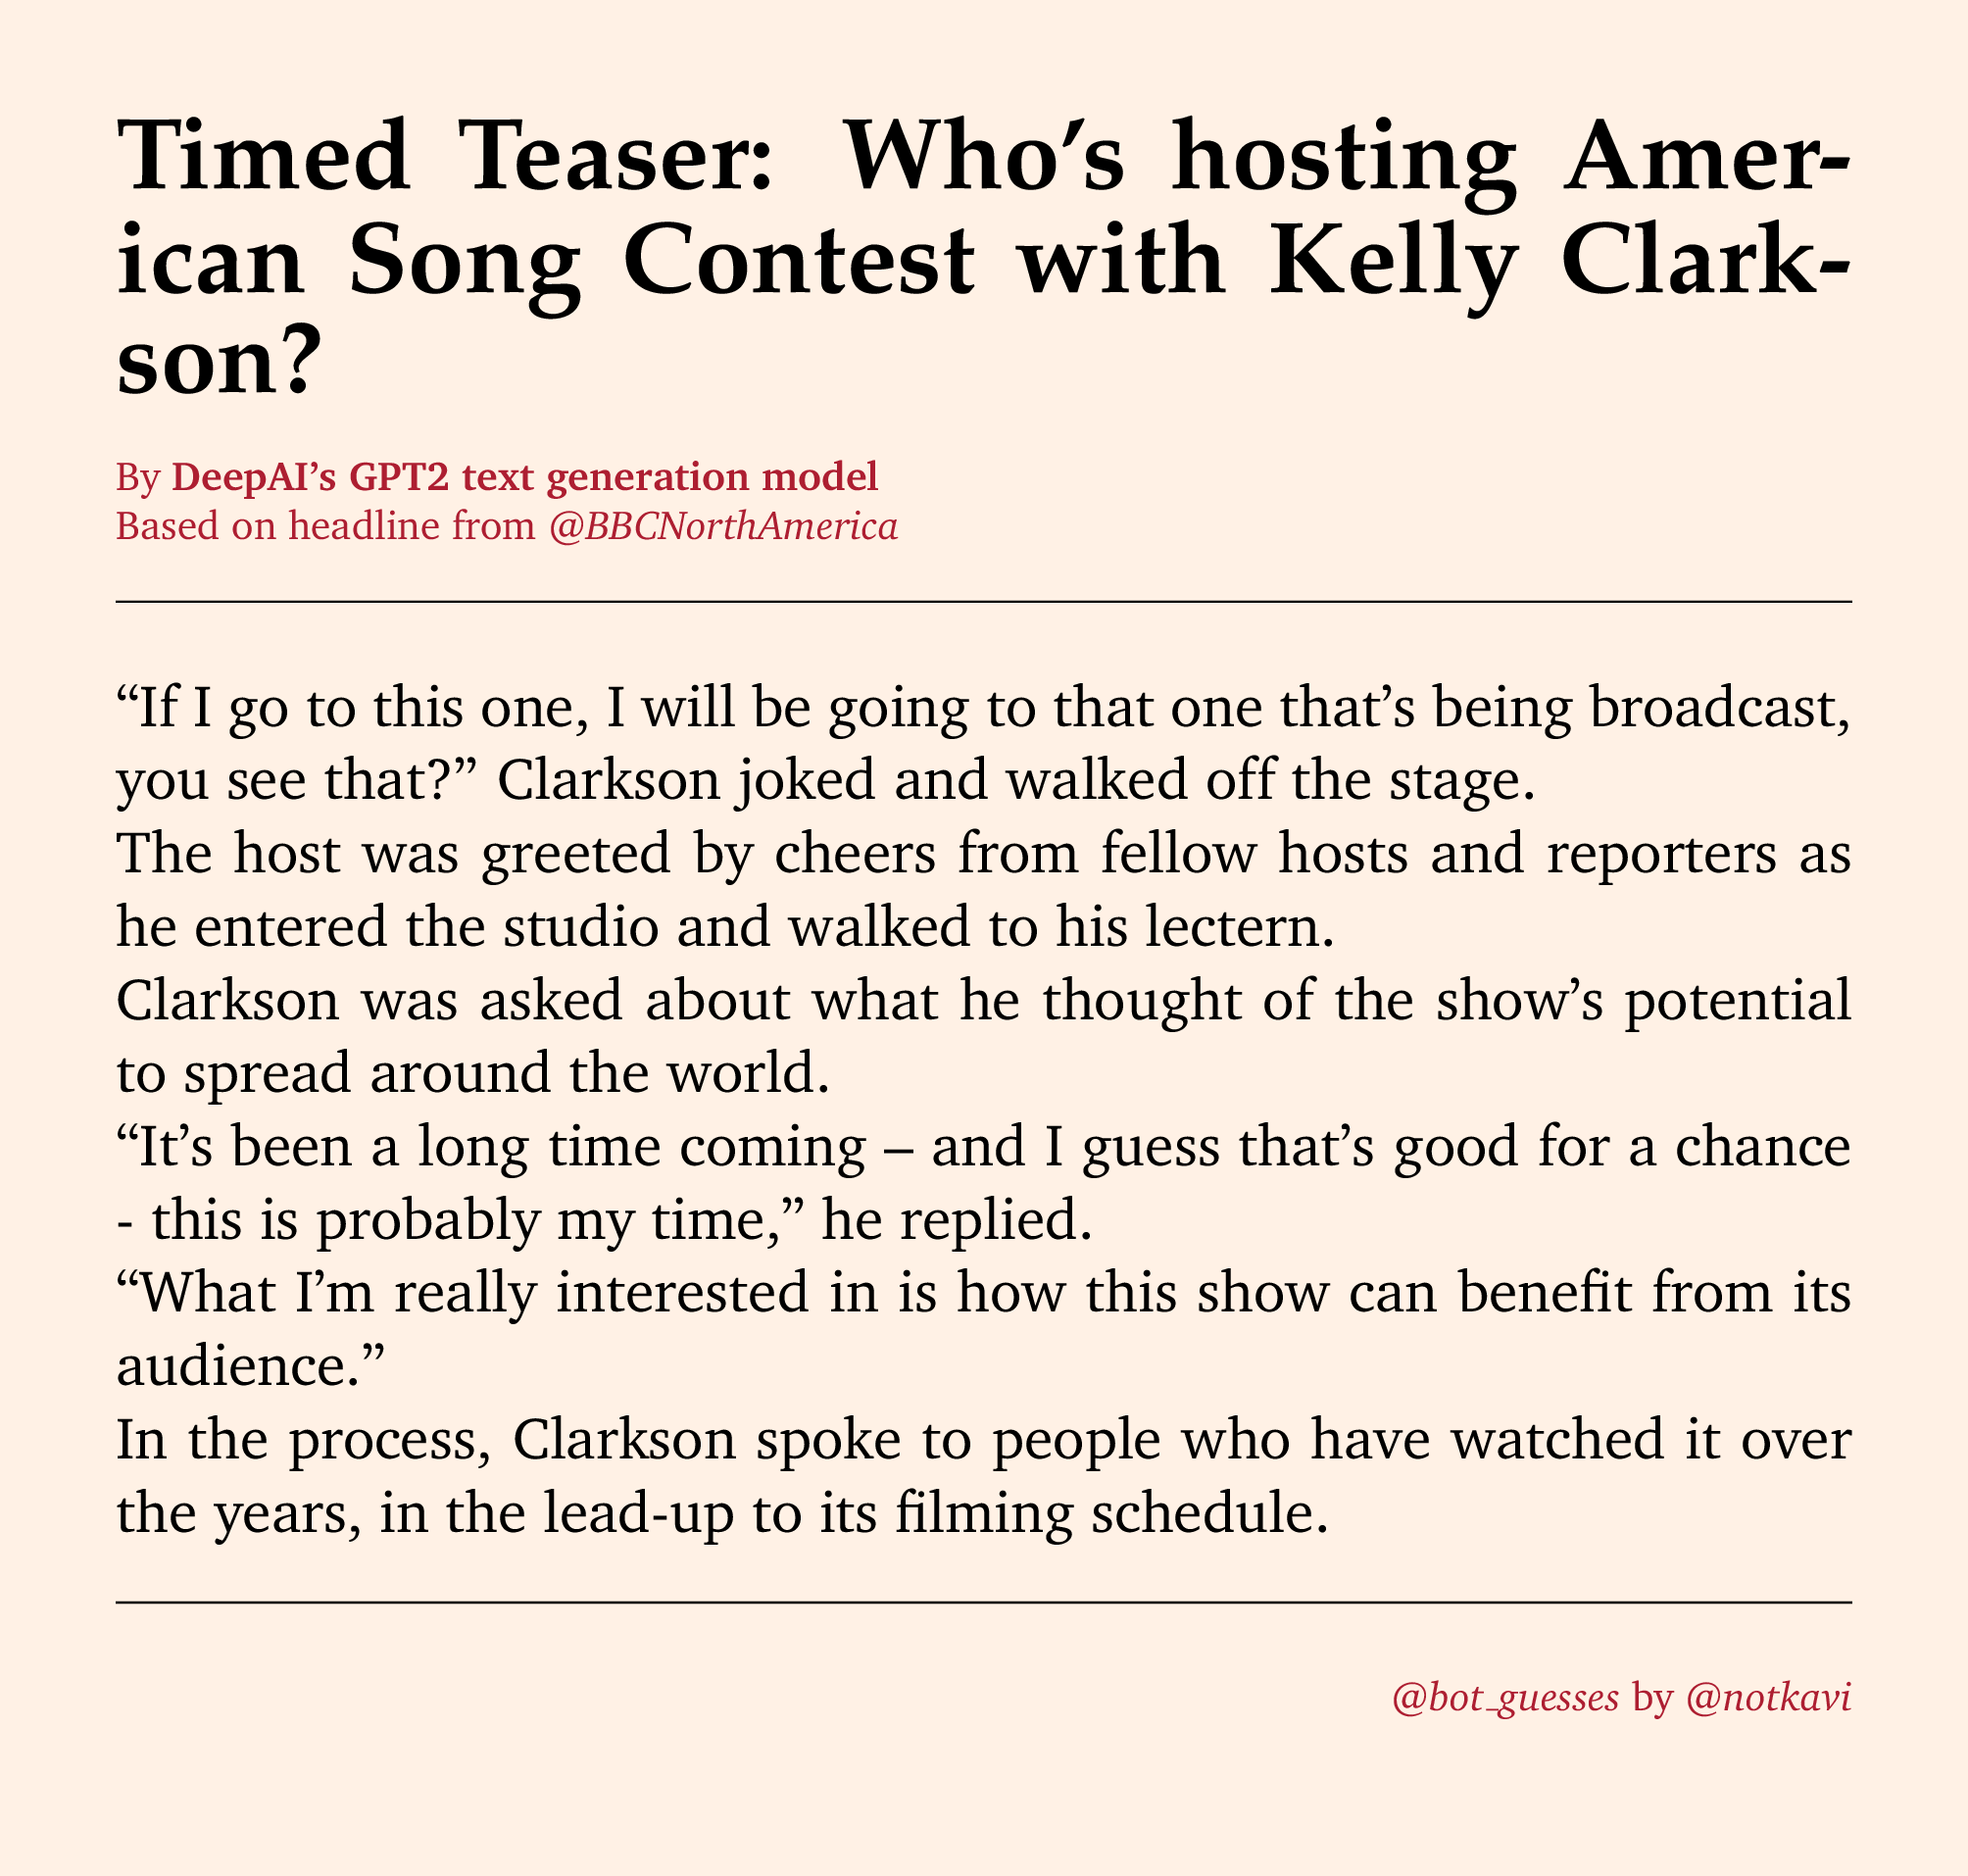 Timed Teaser: Who’s hosting Amer-
ican Song Contest with Kelly Clark-
son?
By DeepAI’s GPT2 text generation model
Based on headline from @BBCNorthAmerica
“If I go to this one, I will be going to that one that’s being broadcast,
you see that?” Clarkson joked and walked off the stage.
The host was greeted by cheers from fellow hosts and reporters as
he entered the studio and walked to his lectern.
Clarkson was asked about what he thought of the show’s potential
to spread around the world.
“It’s been a long time coming – and I guess that’s good for a chance
- this is probably my time,” he replied.
“What I’m really interested in is how this show can benefit from its
audience.”
In the process, Clarkson spoke to people who have watched it over
the years, in the lead-up to its filming schedule.
@bot_guesses by @notkavi